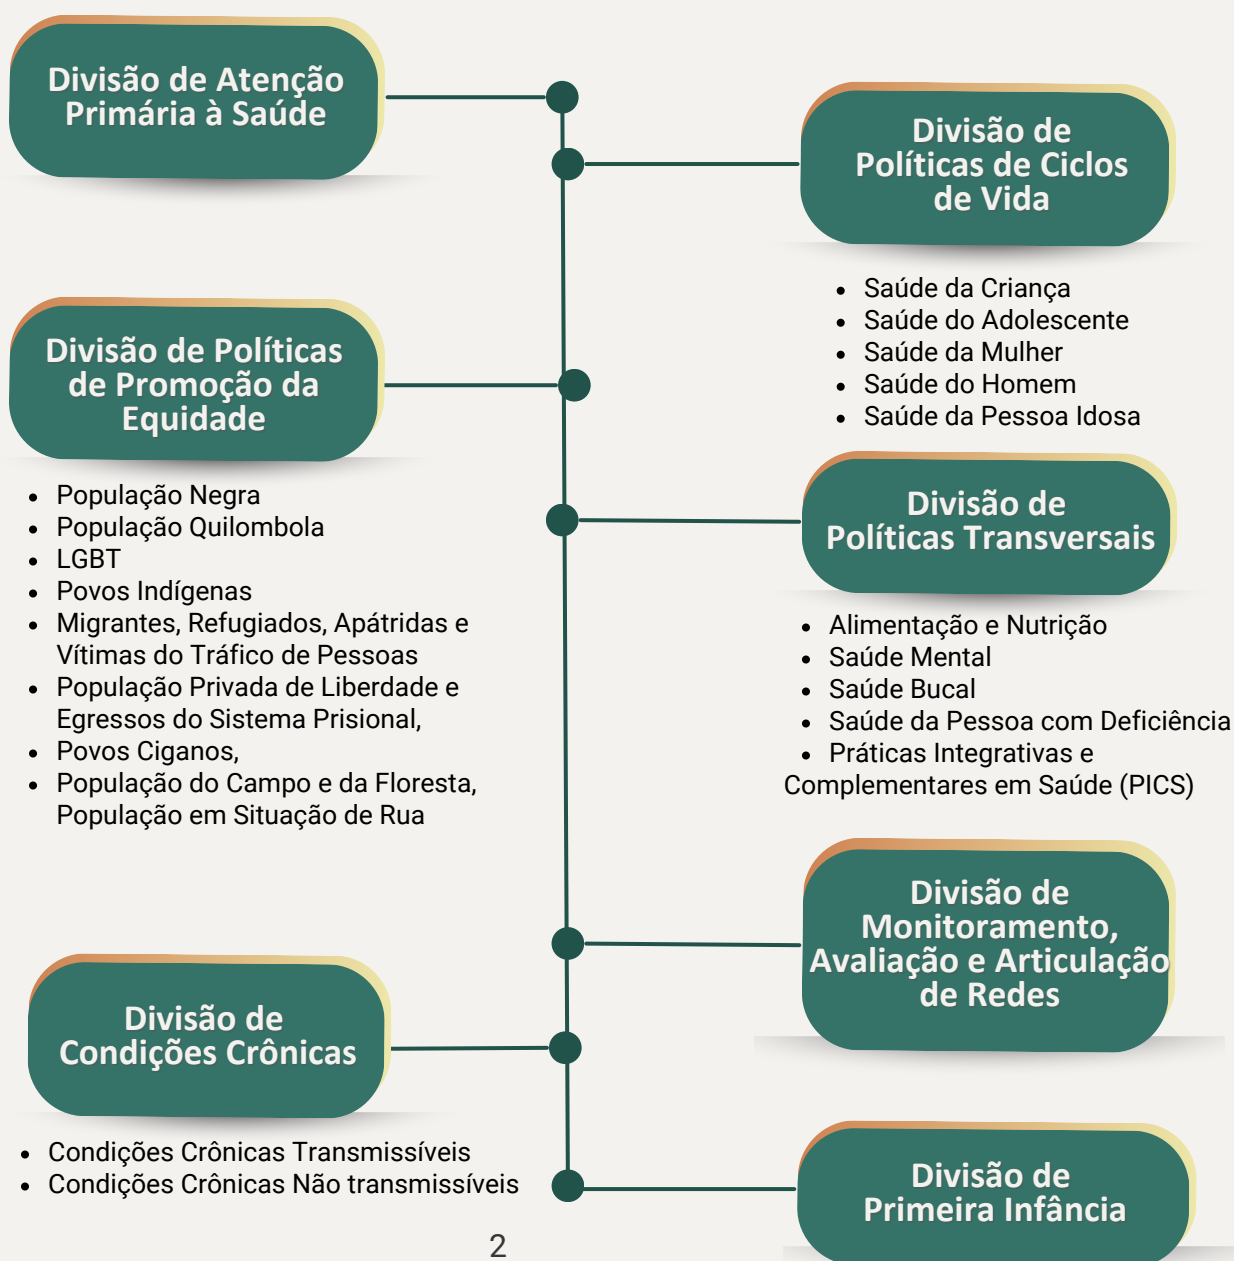 Divisão de Atenção
Primária à Saúde
Divisão de
Políticas de Ciclos
de Vida
• Saúde da Criança
• Saúde do Adolescente
• Saúde da Mulher
• Saúde do Homem
• Saúde da Pessoa Idosa
Divisão de Políticas
de Promoção da
Equidade
• População Negra
• População Quilombola
• LGBT
• Povos Indígenas
• Migrantes, Refugiados, Apátridas e
Vítimas do Tráfico de Pessoas
• População Privada de Liberdade e
Egressos do Sistema Prisional,
• Povos Ciganos,
• População do Campo e da Floresta,
População em Situação de Rua
Divisão de
Políticas Transversais
• Alimentação e Nutrição
• Saúde Mental
• Saúde Bucal
• Saúde da Pessoa com Deficiência
• Práticas Integrativas e
Complementares em Saúde (PICS)
Divisão de
Monitoramento,
Avaliação e Articulação
de Redes
Divisão de
Condições Crônicas
• Condições Crônicas Transmissíveis
• Condições Crônicas Não transmissíveis
Divisão de
Primeira Infância
2